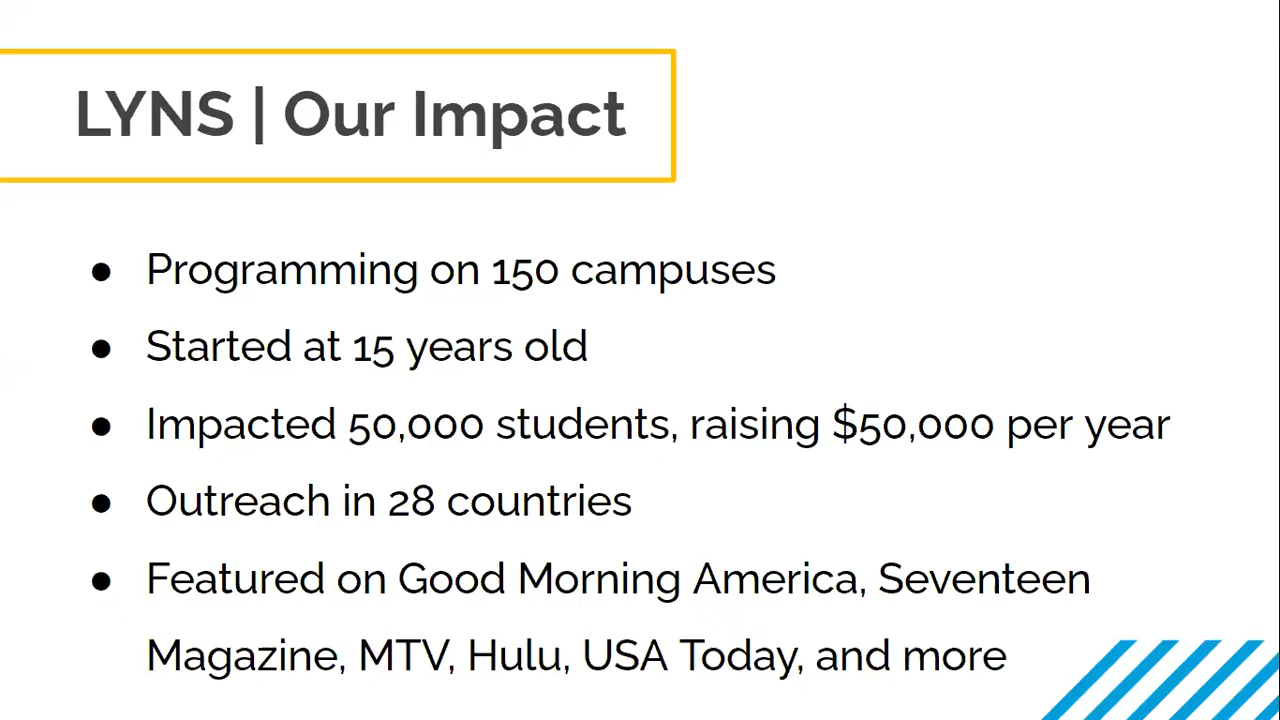 LYNS | Our Impact
● Programming on 150 campuses
● Started at 15 years old
● Impacted 50,000 students, raising $50,000 per year
● Outreach in 28 countries
● Featured on Good Morning America, Seventeen
Magazine, MTV, Hulu, USA Today, and more